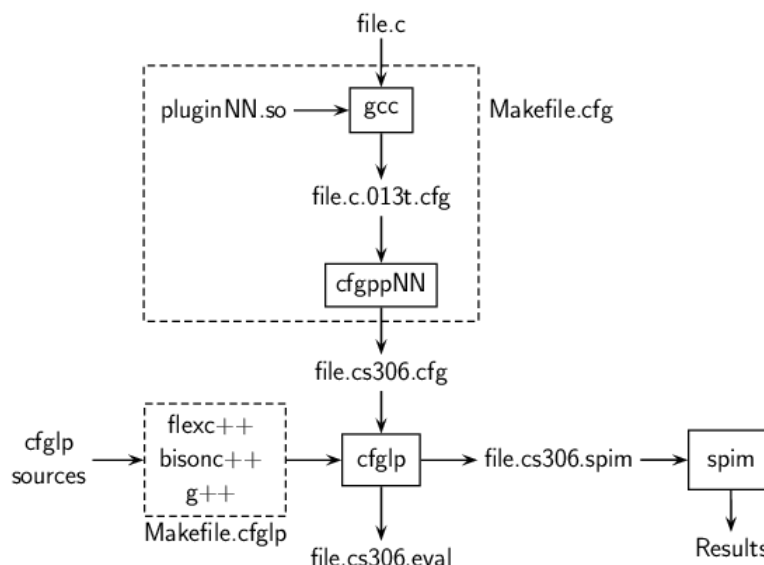 file.c
pluginNN.so
gcc
Makefile.cfg
file.c.013t.cfg
cfgppNN
file.cs306.cfg
cfglp
sources
flexc++
bisonc++
g++
Makefile.cfglp
cfglp
file.cs306.spim
spim
file.cs306.eval
Results